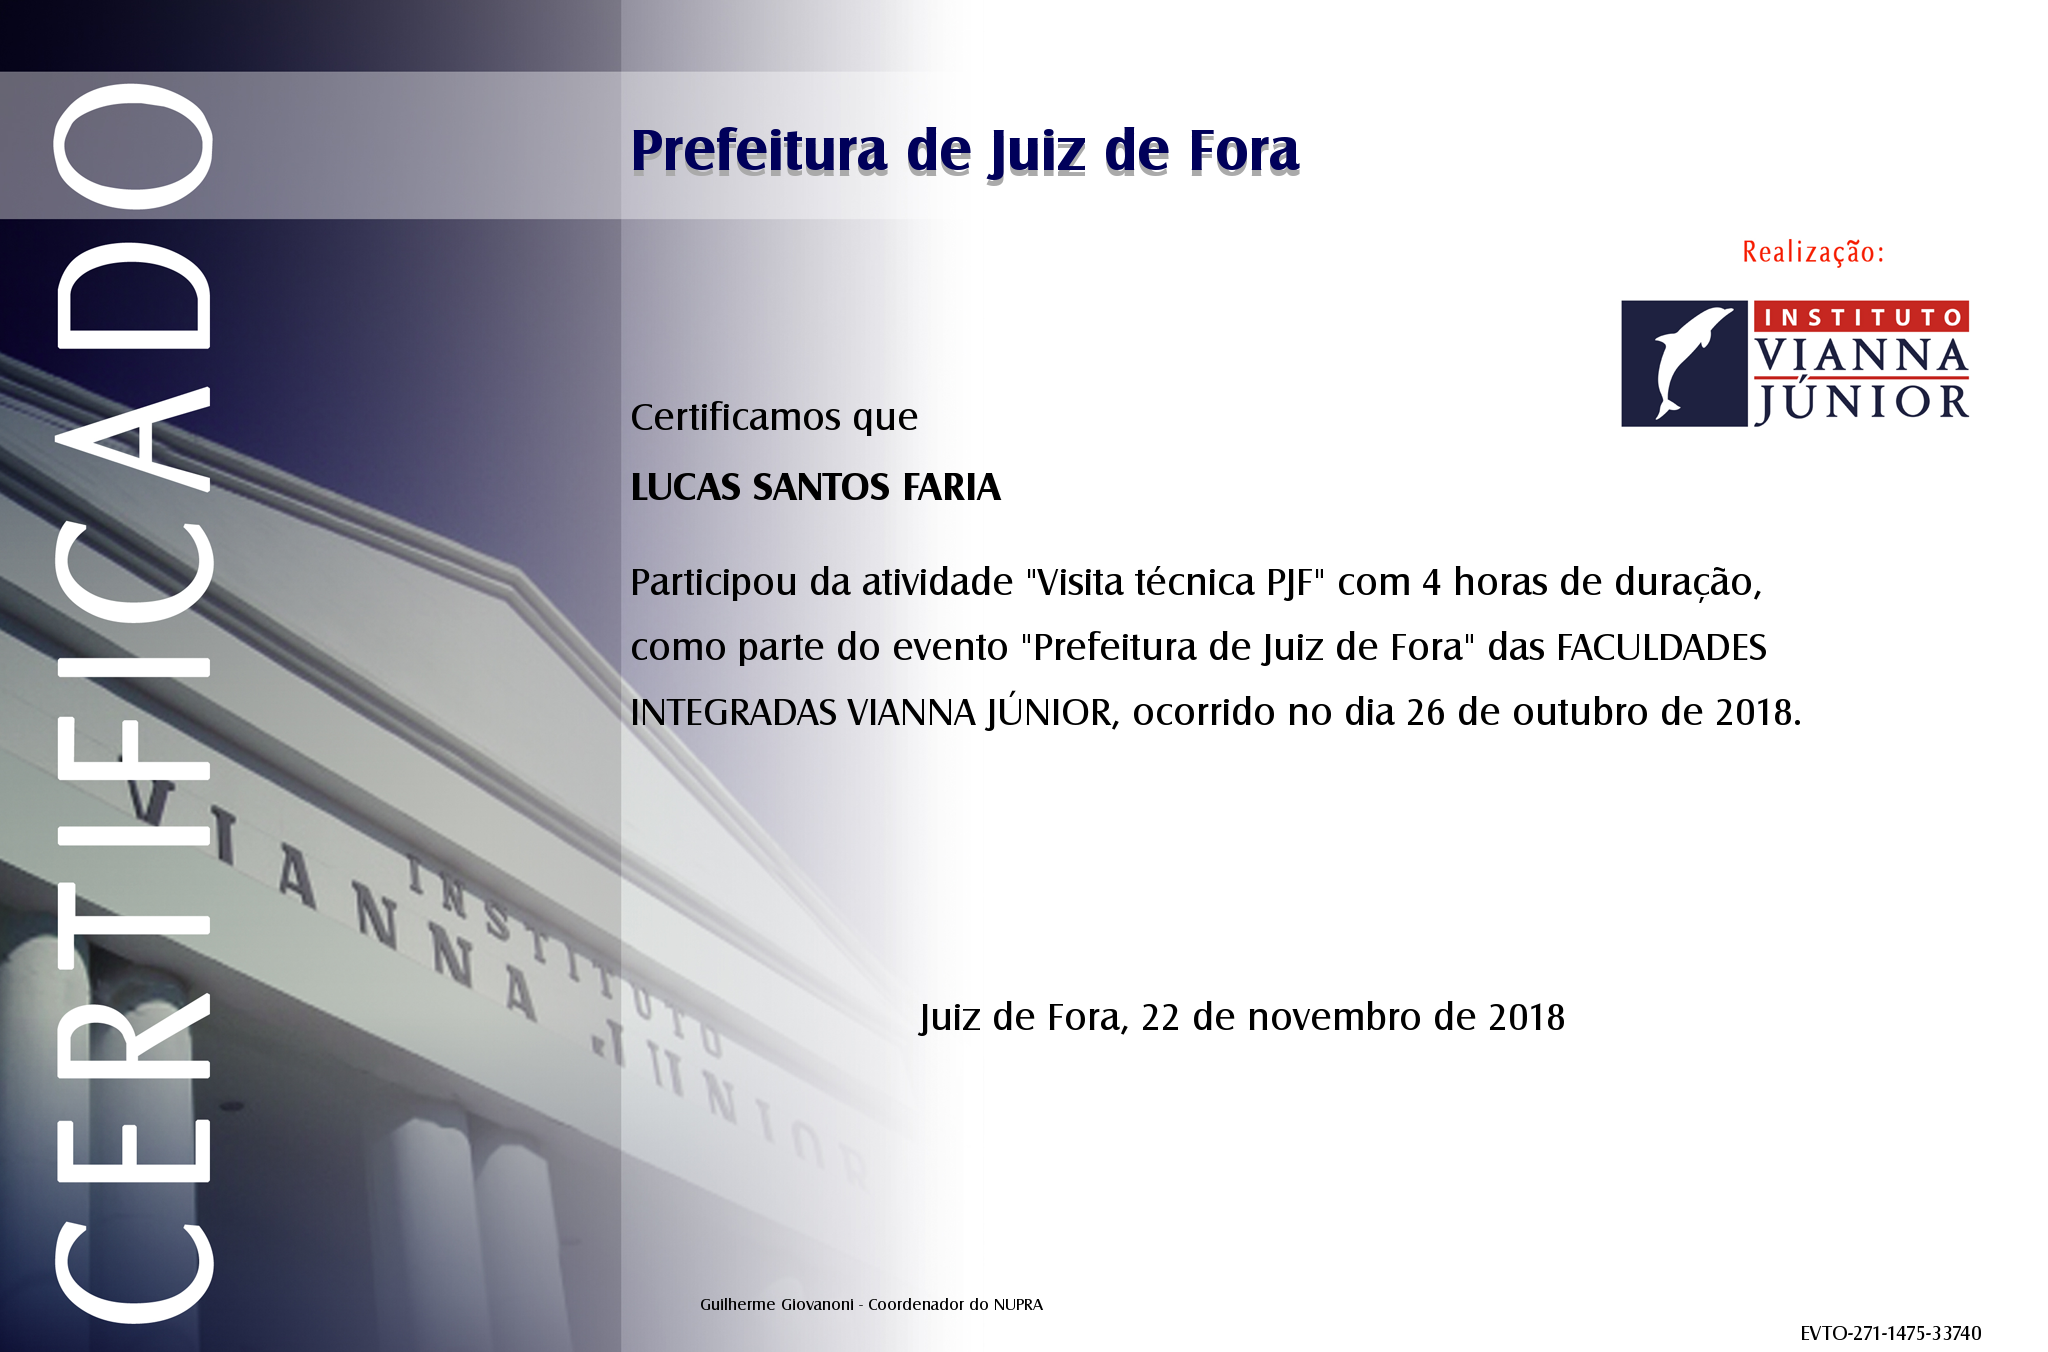 CERTIFICADO
Prefeitura de Juiz de Fora
Realização:
INSTITUTO
VIANNA
JÚNIOR
Certificamos que
LUCAS SANTOS FARIA
Participou da atividade "Visita técnica PJF" com 4 horas de duração,
como parte do evento "Prefeitura de Juiz de Fora" das FACULDADES
INTEGRADAS VIANNA JÚNIOR, ocorrido no dia 26 de outubro de 2018.
INSTITUTO
VIANNA JÚNIOR
Juiz de Fora, 22 de novembro de 2018
Guilherme Giovanoni - Coordenador do NUPRA
EVTO-271-1475-33740